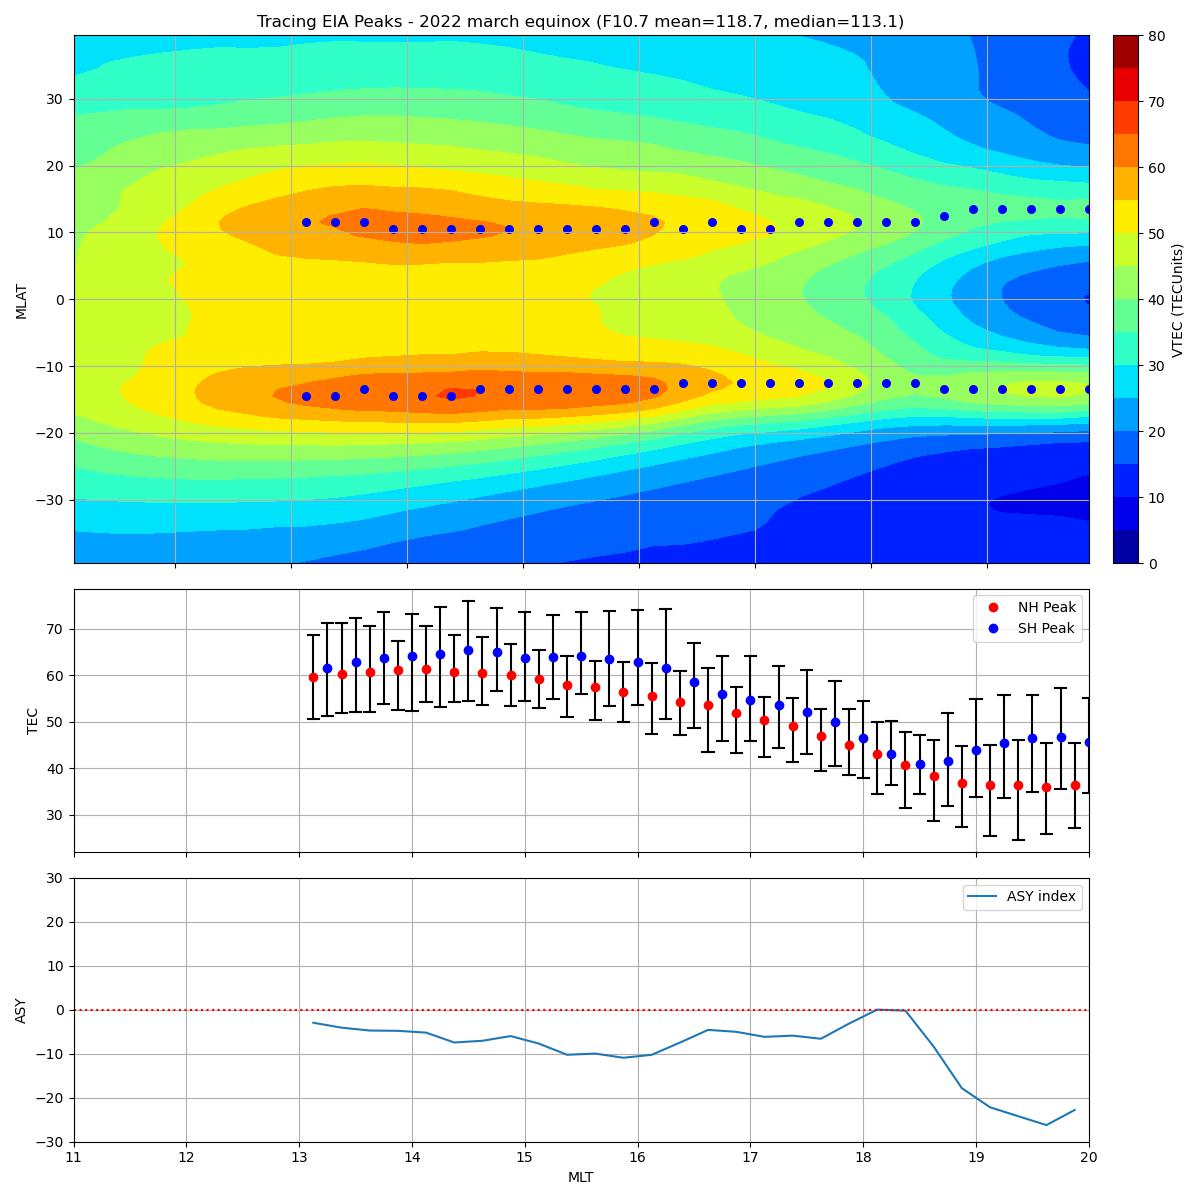 Tracing EIA Peaks - 2022 march equinox (F10.7 mean=118.7, median=113.1)
30
20
10
0
−10
−20
−30
MLAT
80
70
60
50
40
30
20
10
0
VTEC (TECUnits)
70
60
50
40
30
TEC
NH Peak
SH Peak
30
20
10
0
−10
−20
−30
ASY
ASY index
11 12 13 14 15 16 17 18 19 20
MLT